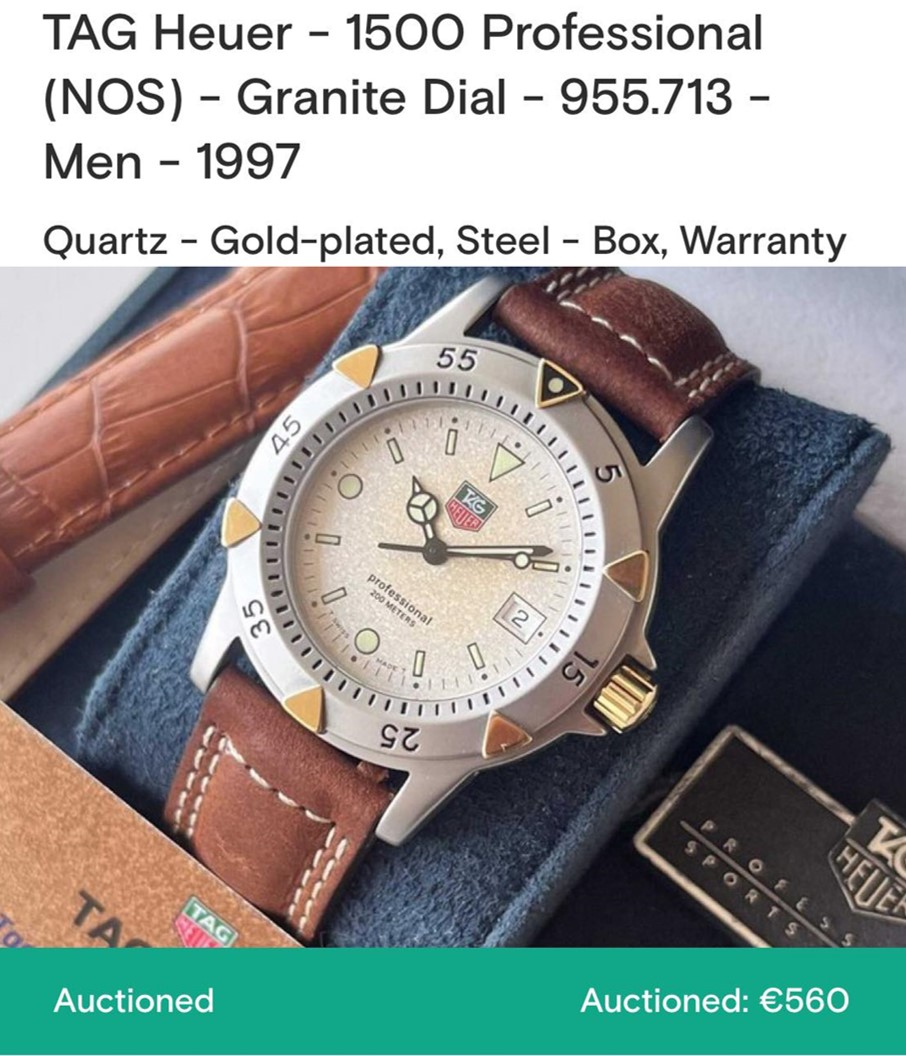 TAG Heuer - 1500 Professional
(NOS) - Granite Dial - 955.713 -
Men - 1997
Quartz - Gold-plated, Steel - Box, Warranty
55
5
45
35
25
15
TAG
HEUER
professional
200 METERS
SWISS
MADE
2
TAG
TAG
PROFESS
SPORTS
TAG
HEUER
Auctioned
Auctioned: €560